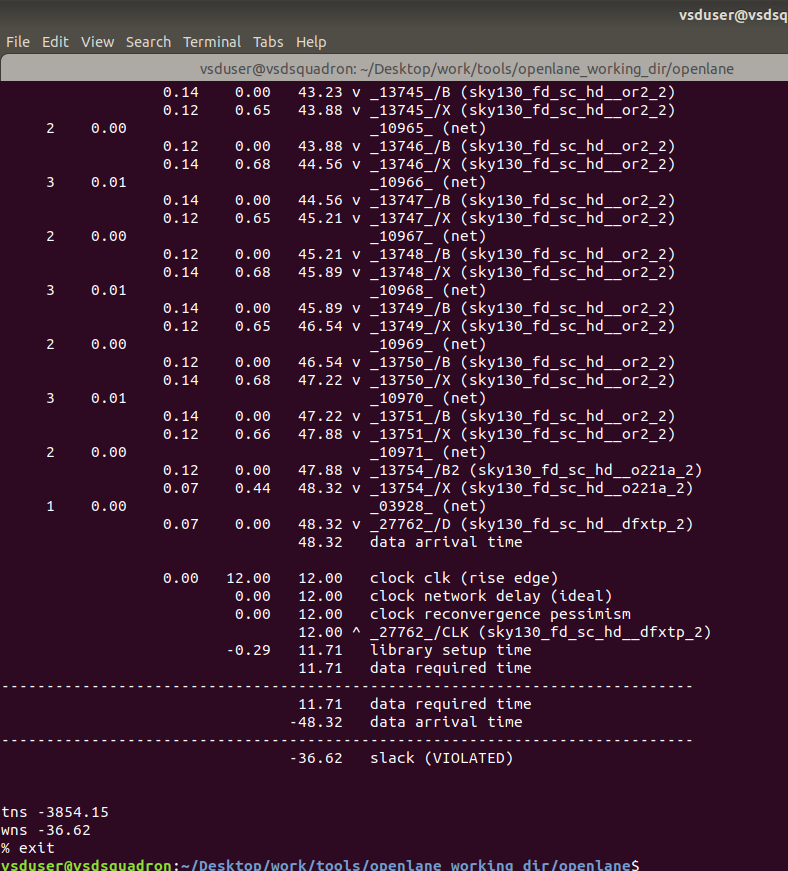 vsduser@vsdsq
File Edit View Search Terminal Tabs Help
vsduser@vsdsquadron: ~/Desktop/work/tools/openlane_working_dir/openlane
0.14 0.00 43.23 v _13745_/B (sky130_fd_sc_hd__or2_2)
0.12 0.65 43.88 v _13745_/X (sky130_fd_sc_hd__or2_2)
2 0.00 _10965_ (net)
0.12 0.00 43.88 v _13746_/B (sky130_fd_sc_hd__or2_2)
0.14 0.68 44.56 v _13746_/X (sky130_fd_sc_hd__or2_2)
3 0.01 _10966_ (net)
0.14 0.00 44.56 v _13747_/B (sky130_fd_sc_hd__or2_2)
0.12 0.65 45.21 v _13747_/X (sky130_fd_sc_hd__or2_2)
2 0.00 _10967_ (net)
0.12 0.00 45.21 v _13748_/B (sky130_fd_sc_hd__or2_2)
0.14 0.68 45.89 v _13748_/X (sky130_fd_sc_hd__or2_2)
3 0.01 _10968_ (net)
0.14 0.00 45.89 v _13749_/B (sky130_fd_sc_hd__or2_2)
0.12 0.65 46.54 v _13749_/X (sky130_fd_sc_hd__or2_2)
2 0.00 _10969_ (net)
0.12 0.00 46.54 v _13750_/B (sky130_fd_sc_hd__or2_2)
0.14 0.68 47.22 v _13750_/X (sky130_fd_sc_hd__or2_2)
3 0.01 _10970_ (net)
0.14 0.00 47.22 v _13751_/B (sky130_fd_sc_hd__or2_2)
0.12 0.66 47.88 v _13751_/X (sky130_fd_sc_hd__or2_2)
2 0.00 _10971_ (net)
0.12 0.00 47.88 v _13754_/B2 (sky130_fd_sc_hd__o221a_2)
0.07 0.44 48.32 v _13754_/X (sky130_fd_sc_hd__o221a_2)
1 0.00 _03928_ (net)
0.07 0.00 48.32 v _27762_/D (sky130_fd_sc_hd__dfxtp_2)
48.32 data arrival time
0.00 12.00 12.00 clock clk (rise edge)
0.00 12.00 clock network delay (ideal)
0.00 12.00 clock reconvergence pessimism
12.00 ^ _27762_/CLK (sky130_fd_sc_hd__dfxtp_2)
-0.29 11.71 library setup time
11.71 data required time
-----------------------------------------------------------------------------
11.71 data required time
-48.32 data arrival time
-----------------------------------------------------------------------------
-36.62 slack (VIOLATED)
tns -3854.15
wns -36.62
% exit
vsduser@vsdsquadron:~/Desktop/work/tools/openlane_working_dir/openlane$